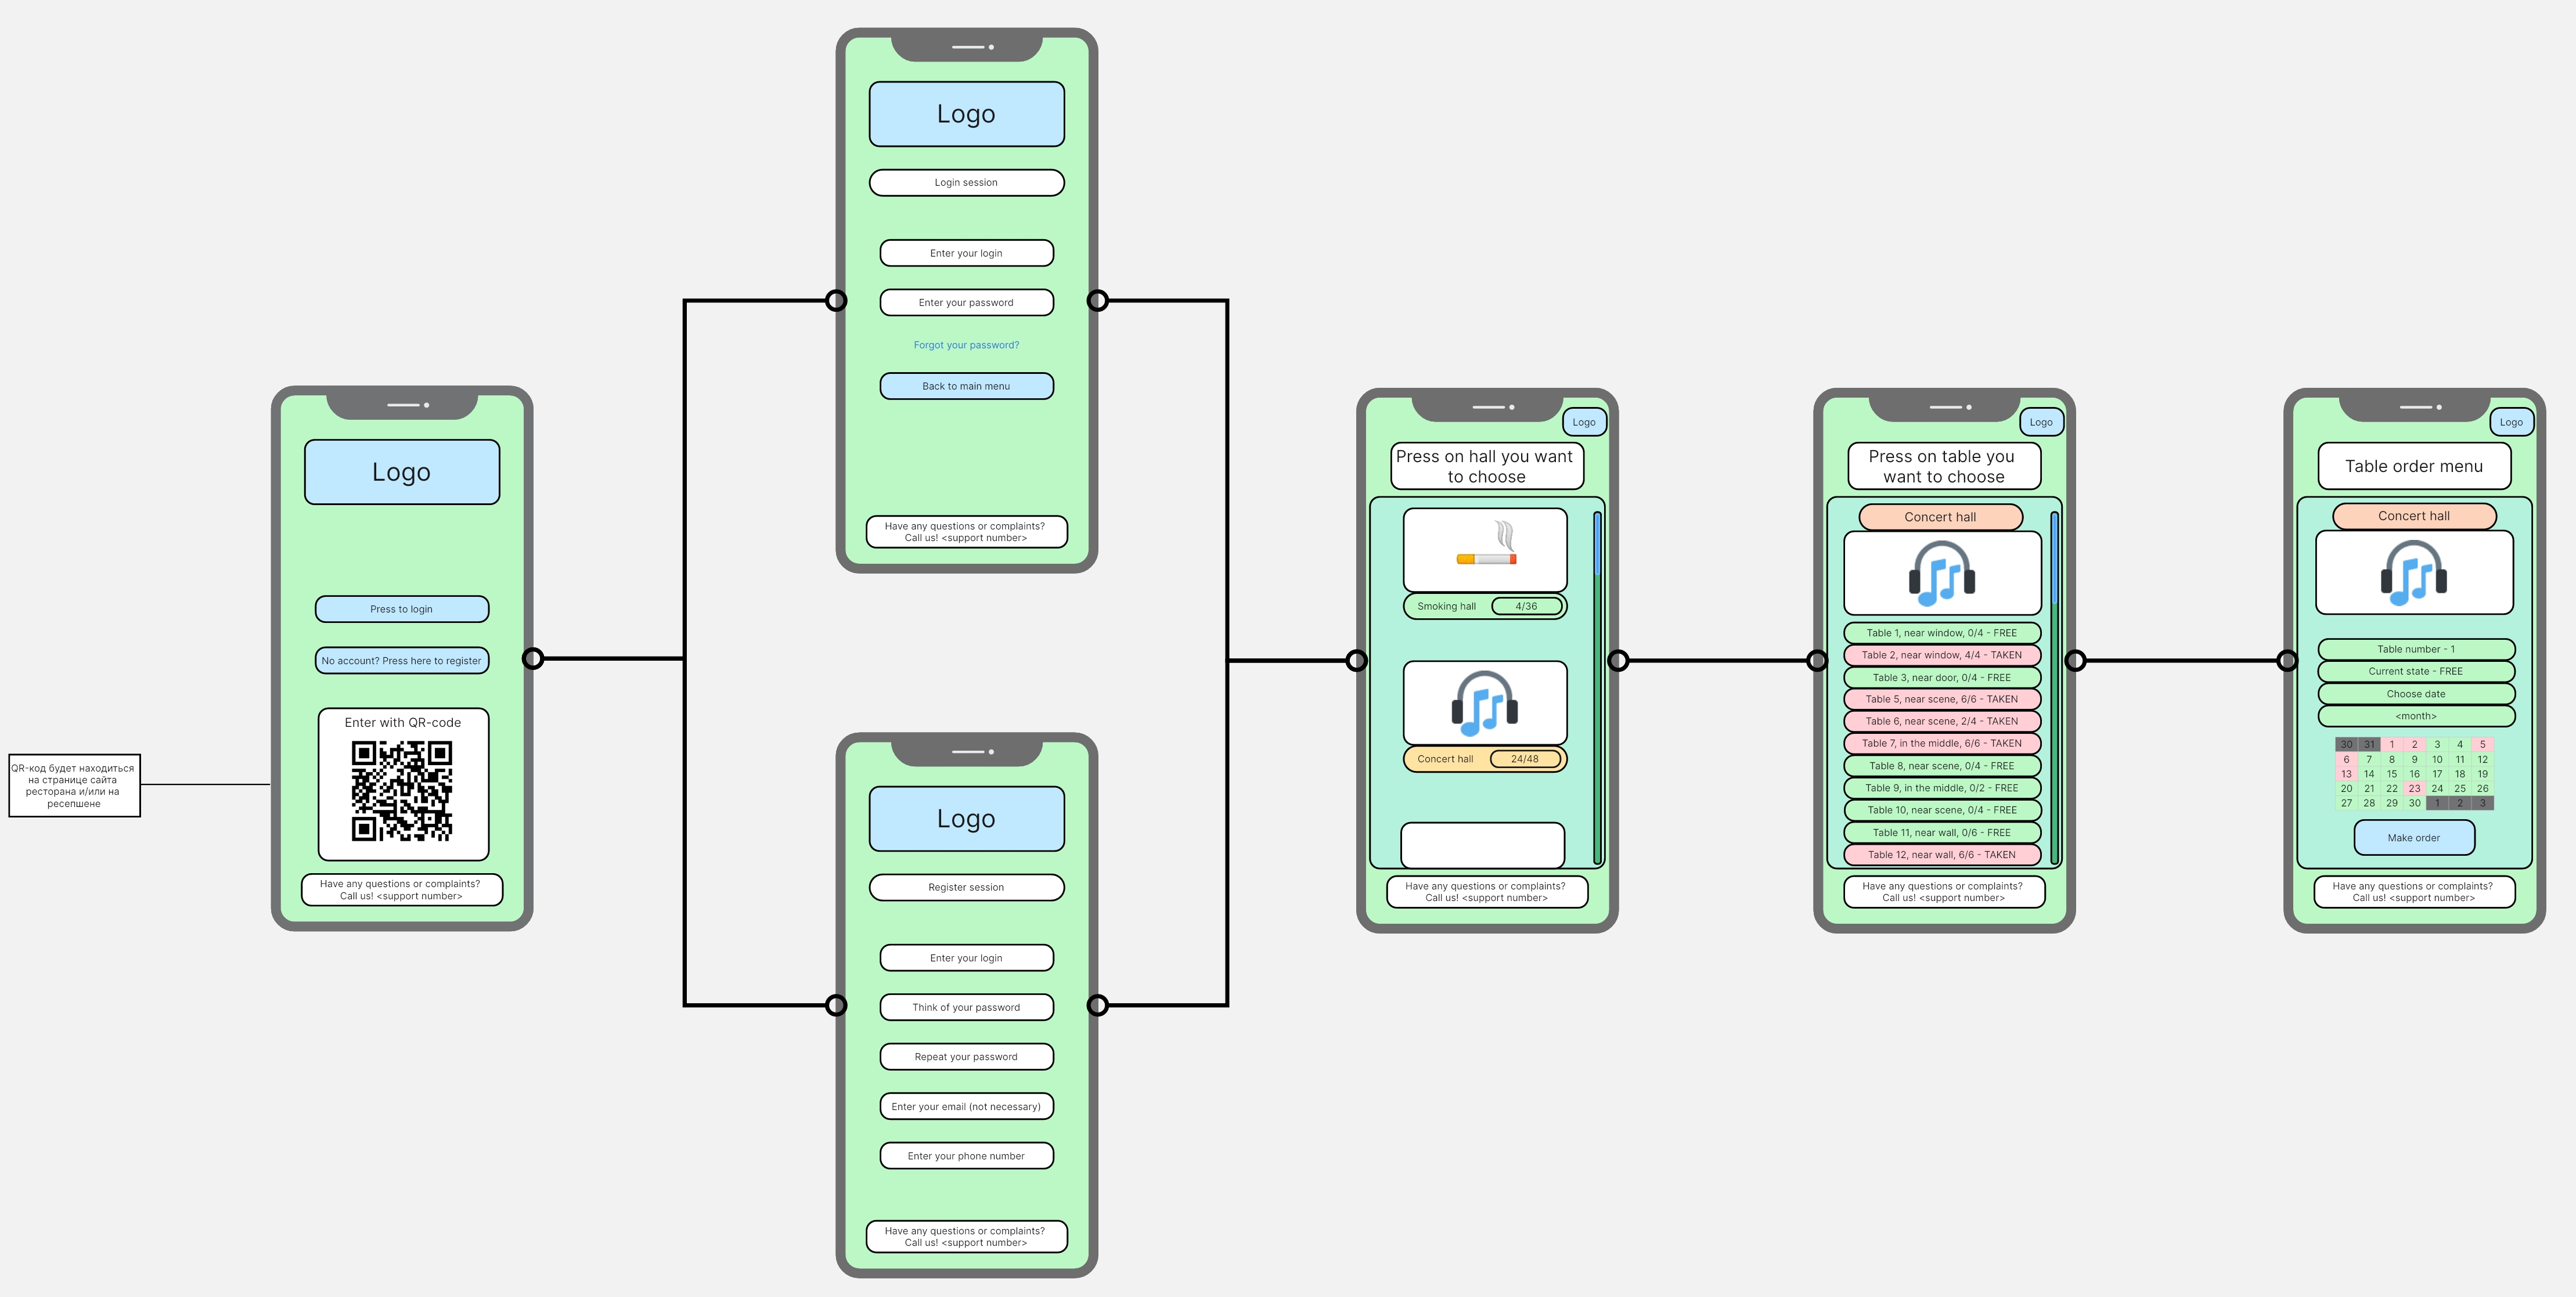 QR-код будет находиться
на странице сайта
ресторана и/или на
ресепшене
Logo
Press to login
No account? Press here to register
Enter with QR-code
Have any questions or complaints?
Call us! <support number>
Logo
Login session
Enter your login
Enter your password
Forgot your password?
Back to main menu
Have any questions or complaints?
Call us! <support number>
Logo
Register session
Enter your login
Think of your password
Repeat your password
Enter your email (not necessary)
Enter your phone number
Have any questions or complaints?
Call us! <support number>
Logo
Press on hall you want
to choose
Smoking hall 4/36
Concert hall 24/48
Have any questions or complaints?
Call us! <support number>
Logo
Press on table you
want to choose
Concert hall
Table 1, near window, 0/4 - FREE
Table 2, near window, 4/4 - TAKEN
Table 3, near door, 0/4 - FREE
Table 5, near scene, 6/6 - TAKEN
Table 6, near scene, 2/4 - TAKEN
Table 7, in the middle, 6/6 - TAKEN
Table 8, near scene, 0/4 - FREE
Table 9, in the middle, 0/2 - FREE
Table 10, near scene, 0/4 - FREE
Table 11, near wall, 0/6 - FREE
Table 12, near wall, 6/6 - TAKEN
Have any questions or complaints?
Call us! <support number>
Logo
Table order menu
Concert hall
Table number - 1
Current state - FREE
Choose date
<month>
30 31 1 2 3 4 5
6 7 8 9 10 11 12
13 14 15 16 17 18 19
20 21 22 23 24 25 26
27 28 29 30 1 2 3
Make order
Have any questions or complaints?
Call us! <support number>